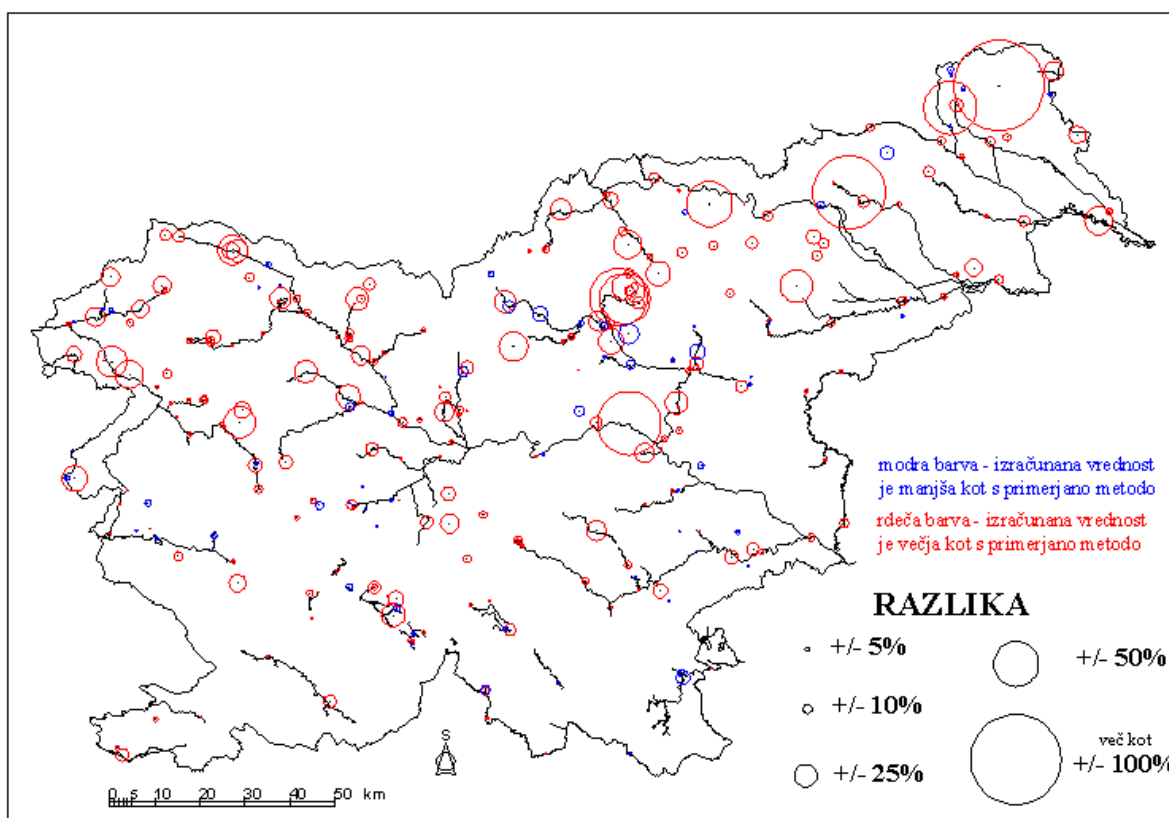 modra barva - izračunana vrednost
je manjša kot s primerjano metodo
rdeča barva - izračunana vrednost
je večja kot s primerjano metodo
RAZLIKA
+/- 5%
+/- 50%
+/- 10%
več kot
+/- 100%
+/- 25%
S
0 5 10 20 30 40 50 km